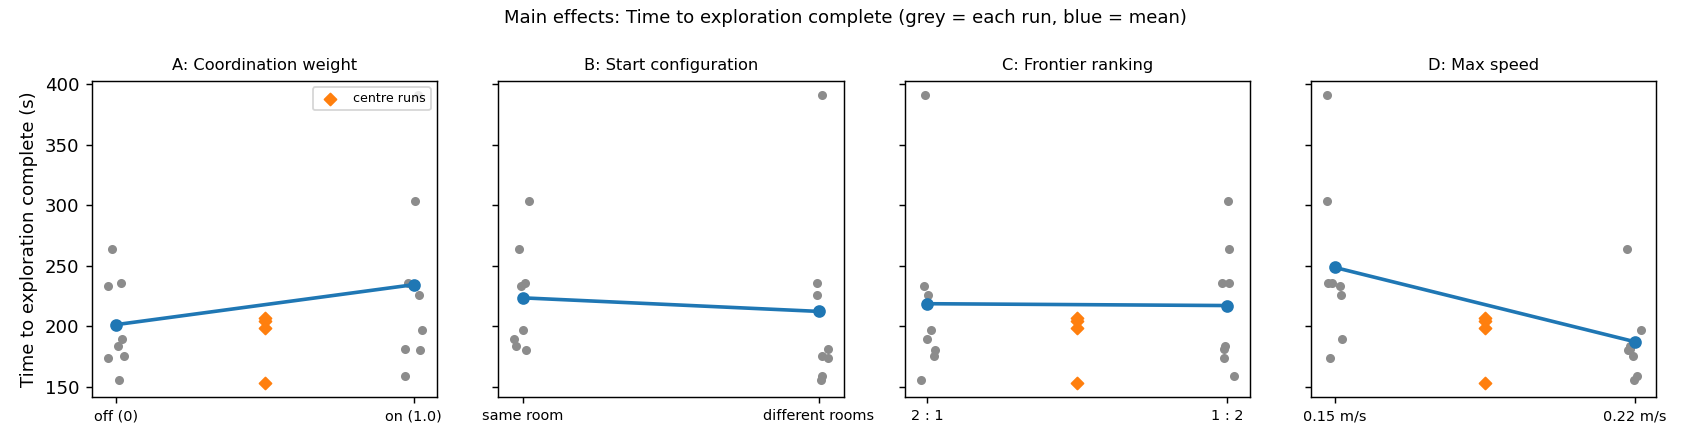 Main effects: Time to exploration complete (grey = each run, blue = mean)
A: Coordination weight
B: Start configuration
C: Frontier ranking
D: Max speed
Time to exploration complete (s)
400
350
300
250
200
150
centre runs
off (0)
on (1.0)
same room
different rooms
2 : 1
1 : 2
0.15 m/s
0.22 m/s